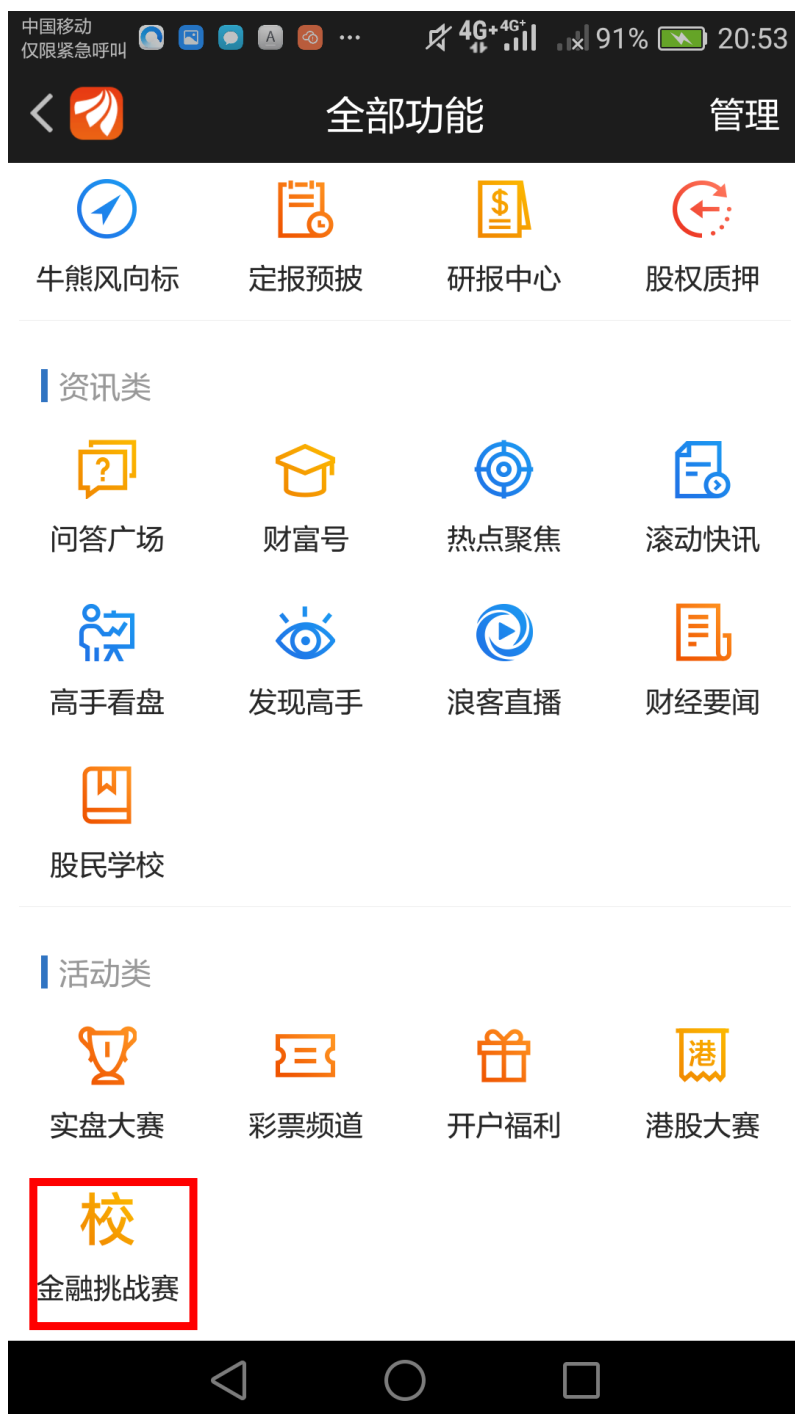 中国移动
仅限紧急呼叫
A
4G+ 4G+ 91% 20:53
全部功能 管理
$
牛熊风向标 定报预披 研报中心 股权质押
资讯类
?
问答广场 财富号 热点聚焦 滚动快讯
高手看盘 发现高手 浪客直播 财经要闻
股民学校
活动类
港
实盘大赛 彩票频道 开户福利 港股大赛
校
金融挑战赛